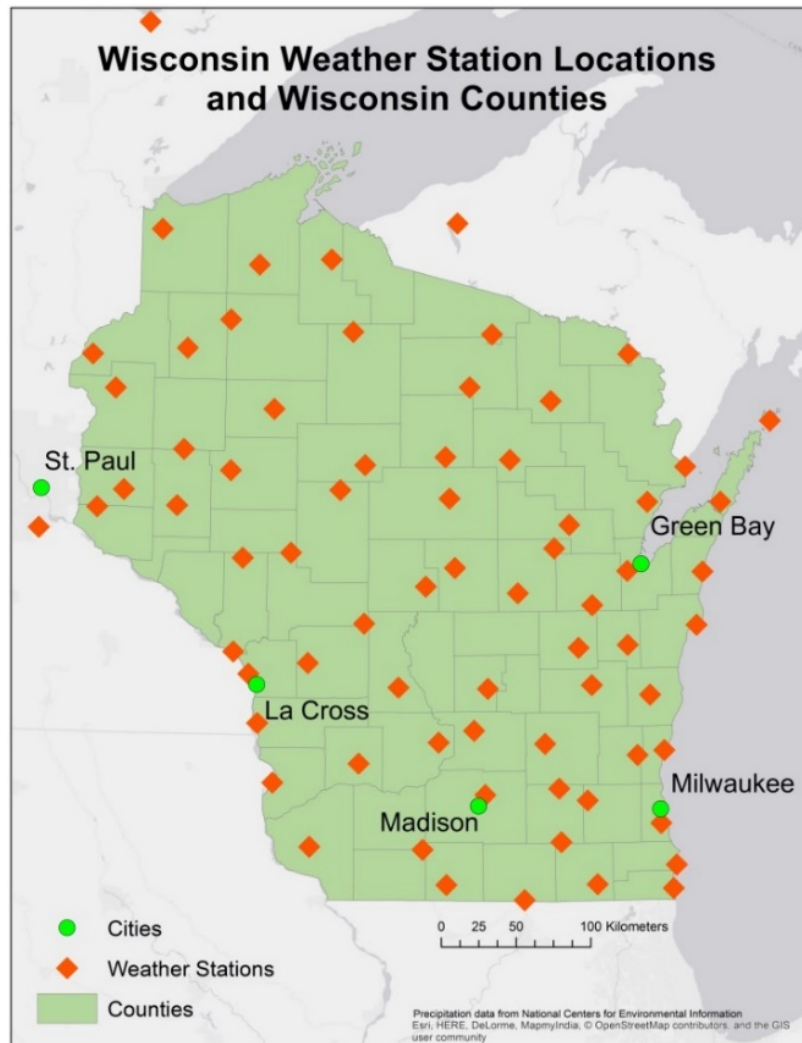 Wisconsin Weather Station Locations
and Wisconsin Counties
St. Paul
Green Bay
La Cross
Milwaukee
Madison
Cities
0 25 50 100 Kilometers
Weather Stations
Counties
Precipitation data from National Centers for Environmental Information
Esri, HERE, DeLorme, MapmyIndia, © OpenStreetMap contributors, and the GIS
user community